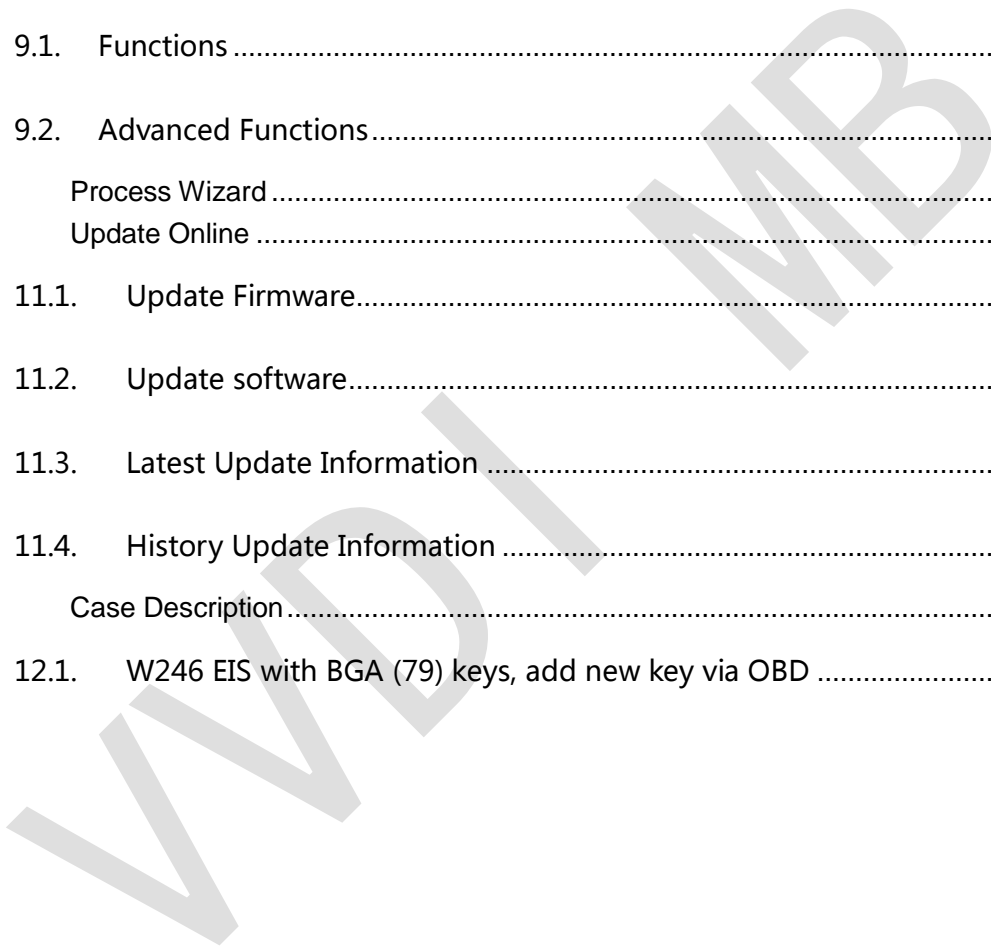 9.1. Functions ................................................................................
9.2. Advanced Functions ................................................................................
Process Wizard ................................................................................
Update Online ................................................................................
11.1. Update Firmware ................................................................................
11.2. Update software ................................................................................
11.3. Latest Update Information ................................................................................
11.4. History Update Information ................................................................................
Case Description ................................................................................
12.1. W246 EIS with BGA (79) keys, add new key via OBD .....................
VVDI MB